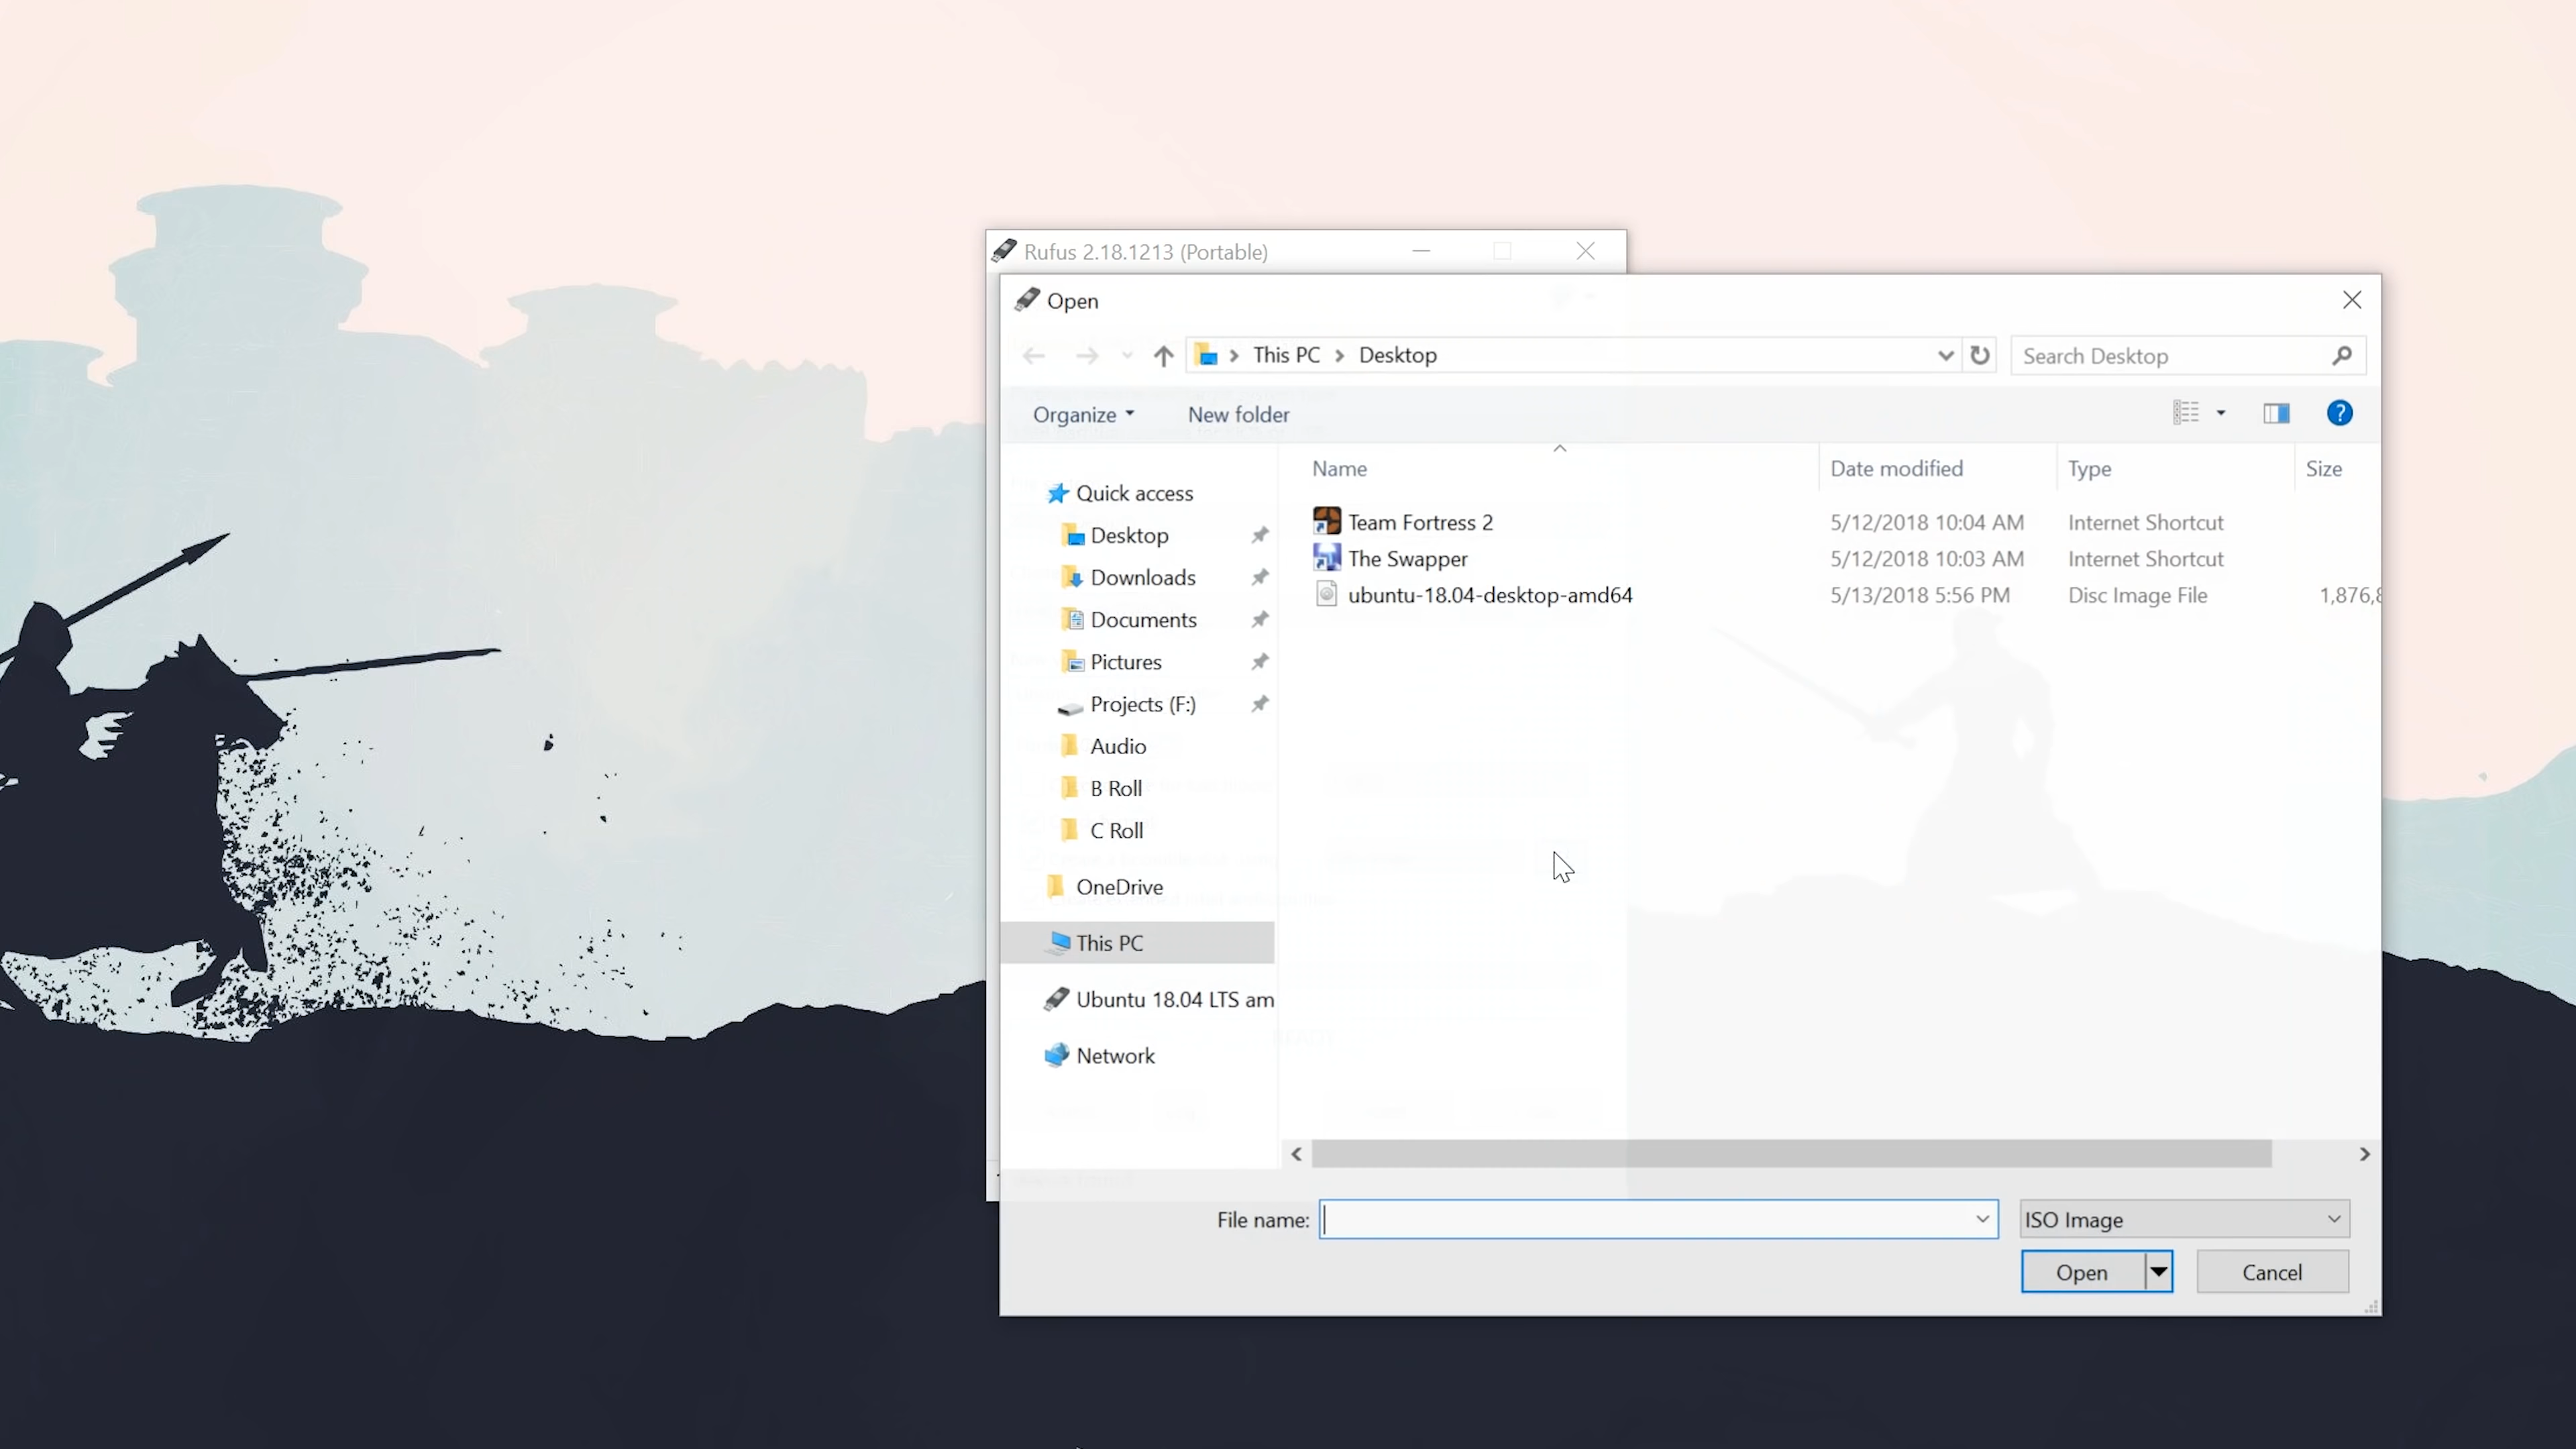 Rufus 2.18.1213 (Portable)
Open
This PC
Desktop
Search Desktop
Organize
New folder
?
Name
Date modified
Type
Size
Quick access
Desktop
Downloads
Documents
Pictures
Projects (F:)
Audio
B Roll
C Roll
OneDrive
This PC
Ubuntu 18.04 LTS am
Network
Team Fortress 2 5/12/2018 10:04 AM Internet Shortcut
The Swapper 5/12/2018 10:03 AM Internet Shortcut
ubuntu-18.04-desktop-amd64 5/13/2018 5:56 PM Disc Image File 1,876,8
File name:
ISO Image
Open
Cancel